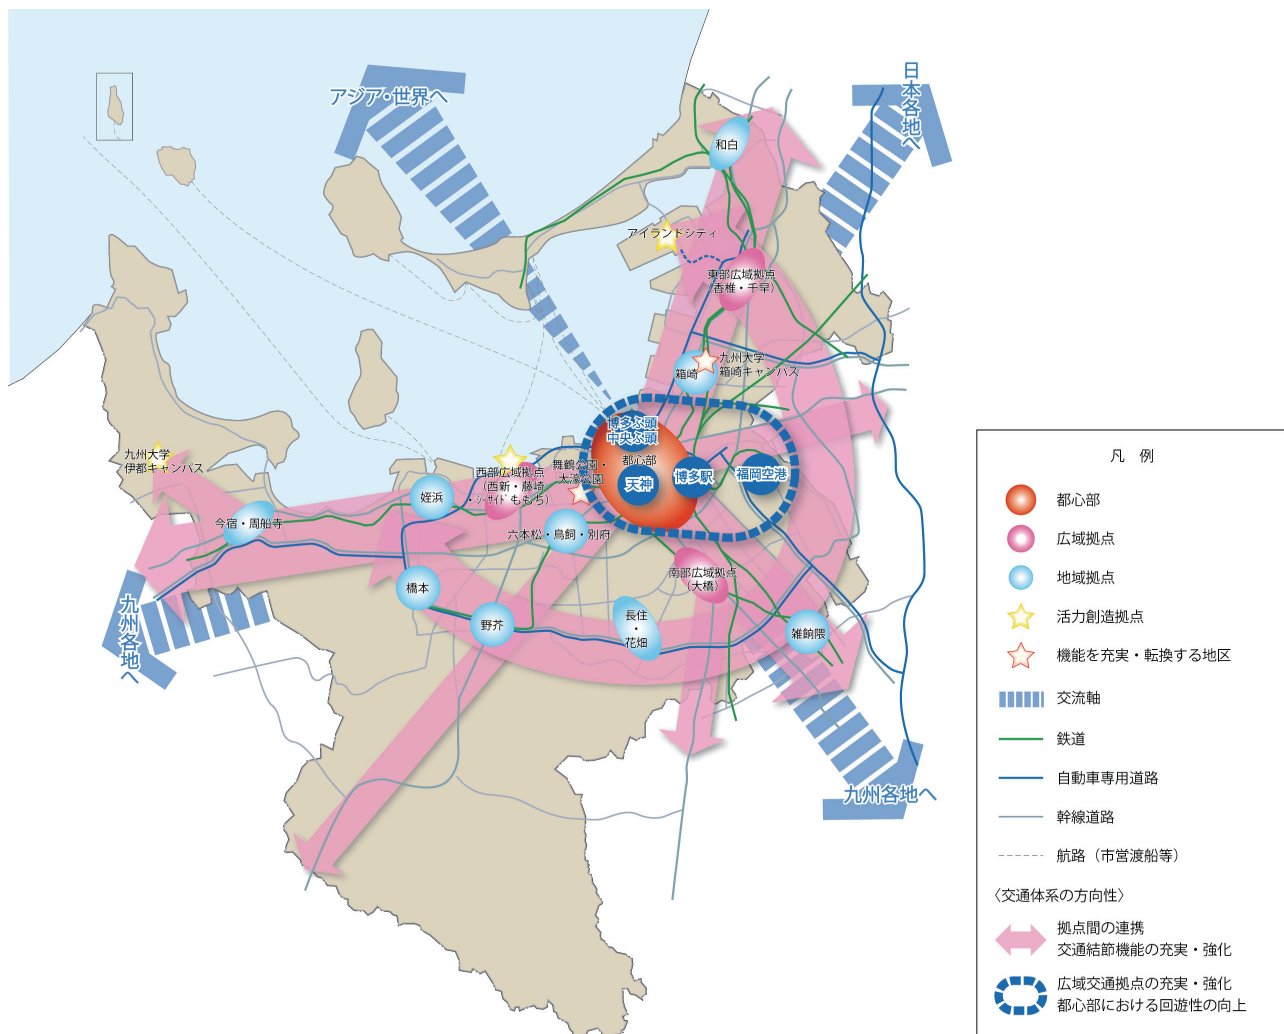 アジア・世界へ
日本各地へ
和白
アイランドシティ
東部広域拠点
（香椎・千早）
箱崎
九州大学
箱崎キャンパス
博多ふ頭
中央ふ頭
都心部
天神
博多駅
福岡空港
九州大学
伊都キャンパス
今宿・周船寺
姪浜
西部広域拠点
（西新・藤崎
・ｼｰｻｲﾄﾞももち）
舞鶴公園・
大濠公園
六本松・鳥飼・別府
南部広域拠点
（大橋）
橋本
野芥
長住
・
花畑
雑餉隈
九州各地へ
九州各地へ
凡　例
都心部
広域拠点
地域拠点
活力創造拠点
機能を充実・転換する地区
交流軸
鉄道
自動車専用道路
幹線道路
航路（市営渡船等）
〈交通体系の方向性〉
拠点間の連携
交通結節機能の充実・強化
広域交通拠点の充実・強化
都心部における回遊性の向上